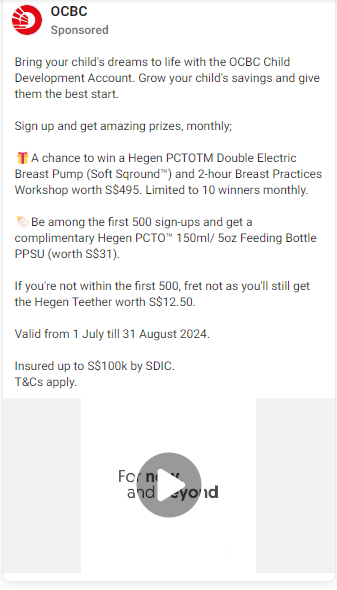 OCBC
Sponsored
Bring your child's dreams to life with the OCBC Child
Development Account. Grow your child's savings and give
them the best start.
Sign up and get amazing prizes, monthly;
🎁A chance to win a Hegen PCTOTM Double Electric
Breast Pump (Soft Sqround™) and 2-hour Breast Practices
Workshop worth S$495. Limited to 10 winners monthly.
🍼Be among the first 500 sign-ups and get a
complimentary Hegen PCTO™ 150ml/ 5oz Feeding Bottle
PPSU (worth S$31).
If you're not within the first 500, fret not as you'll still get
the Hegen Teether worth S$12.50.
Valid from 1 July till 31 August 2024.
Insured up to S$100k by SDIC.
T&Cs apply.
For now
and beyond